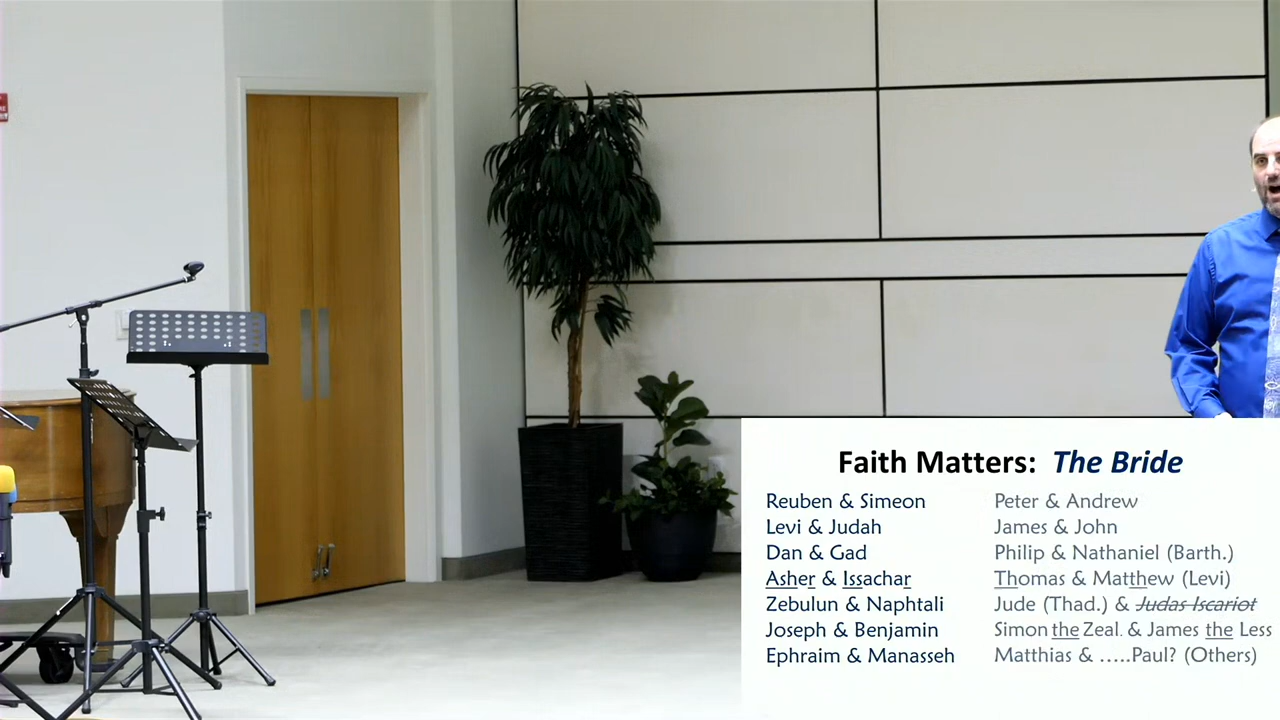 Faith Matters: The Bride
Reuben & Simeon
Levi & Judah
Dan & Gad
Asher & Issachar
Zebulun & Naphtali
Joseph & Benjamin
Ephraim & Manasseh
Peter & Andrew
James & John
Philip & Nathaniel (Barth.)
Thomas & Matthew (Levi)
Jude (Thad.) & Judas Iscariot
Simon the Zeal. & James the Less
Matthias & …..Paul? (Others)